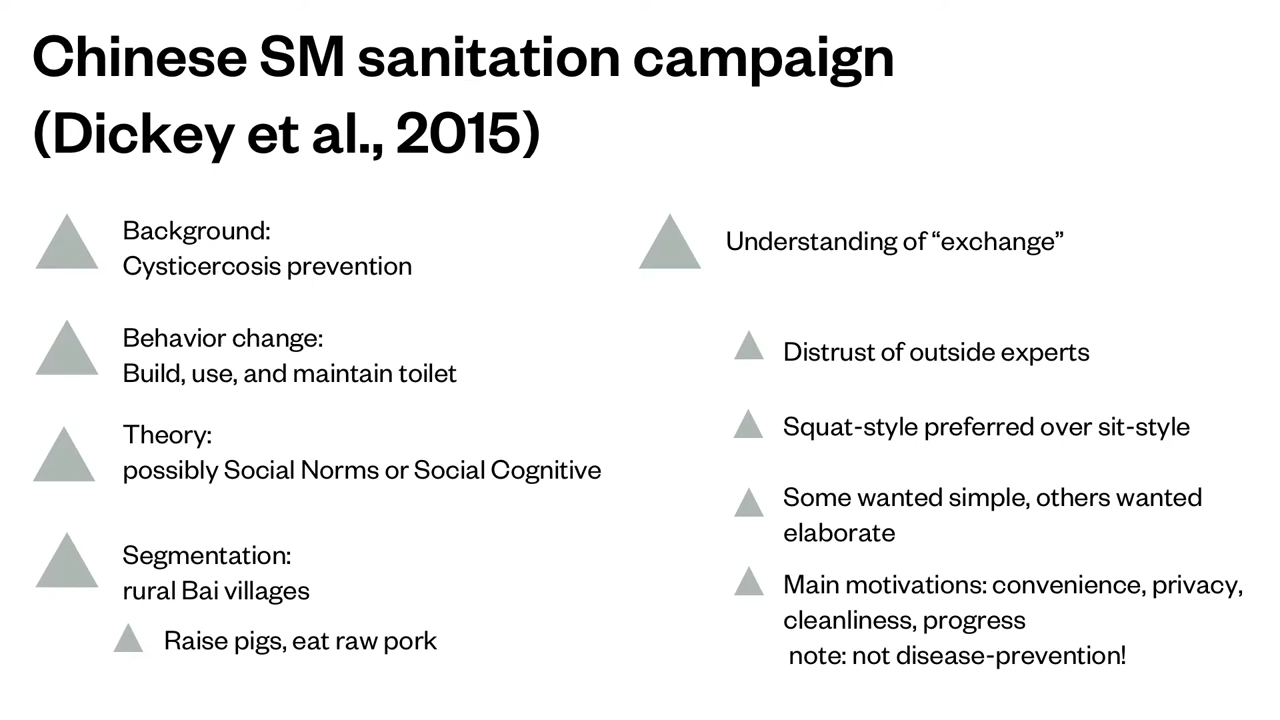 Chinese SM sanitation campaign
(Dickey et al., 2015)
Background:
Cysticercosis prevention
Behavior change:
Build, use, and maintain toilet
Theory:
possibly Social Norms or Social Cognitive
Segmentation:
rural Bai villages
Raise pigs, eat raw pork
Understanding of “exchange”
Distrust of outside experts
Squat-style preferred over sit-style
Some wanted simple, others wanted
elaborate
Main motivations: convenience, privacy,
cleanliness, progress
note: not disease-prevention!